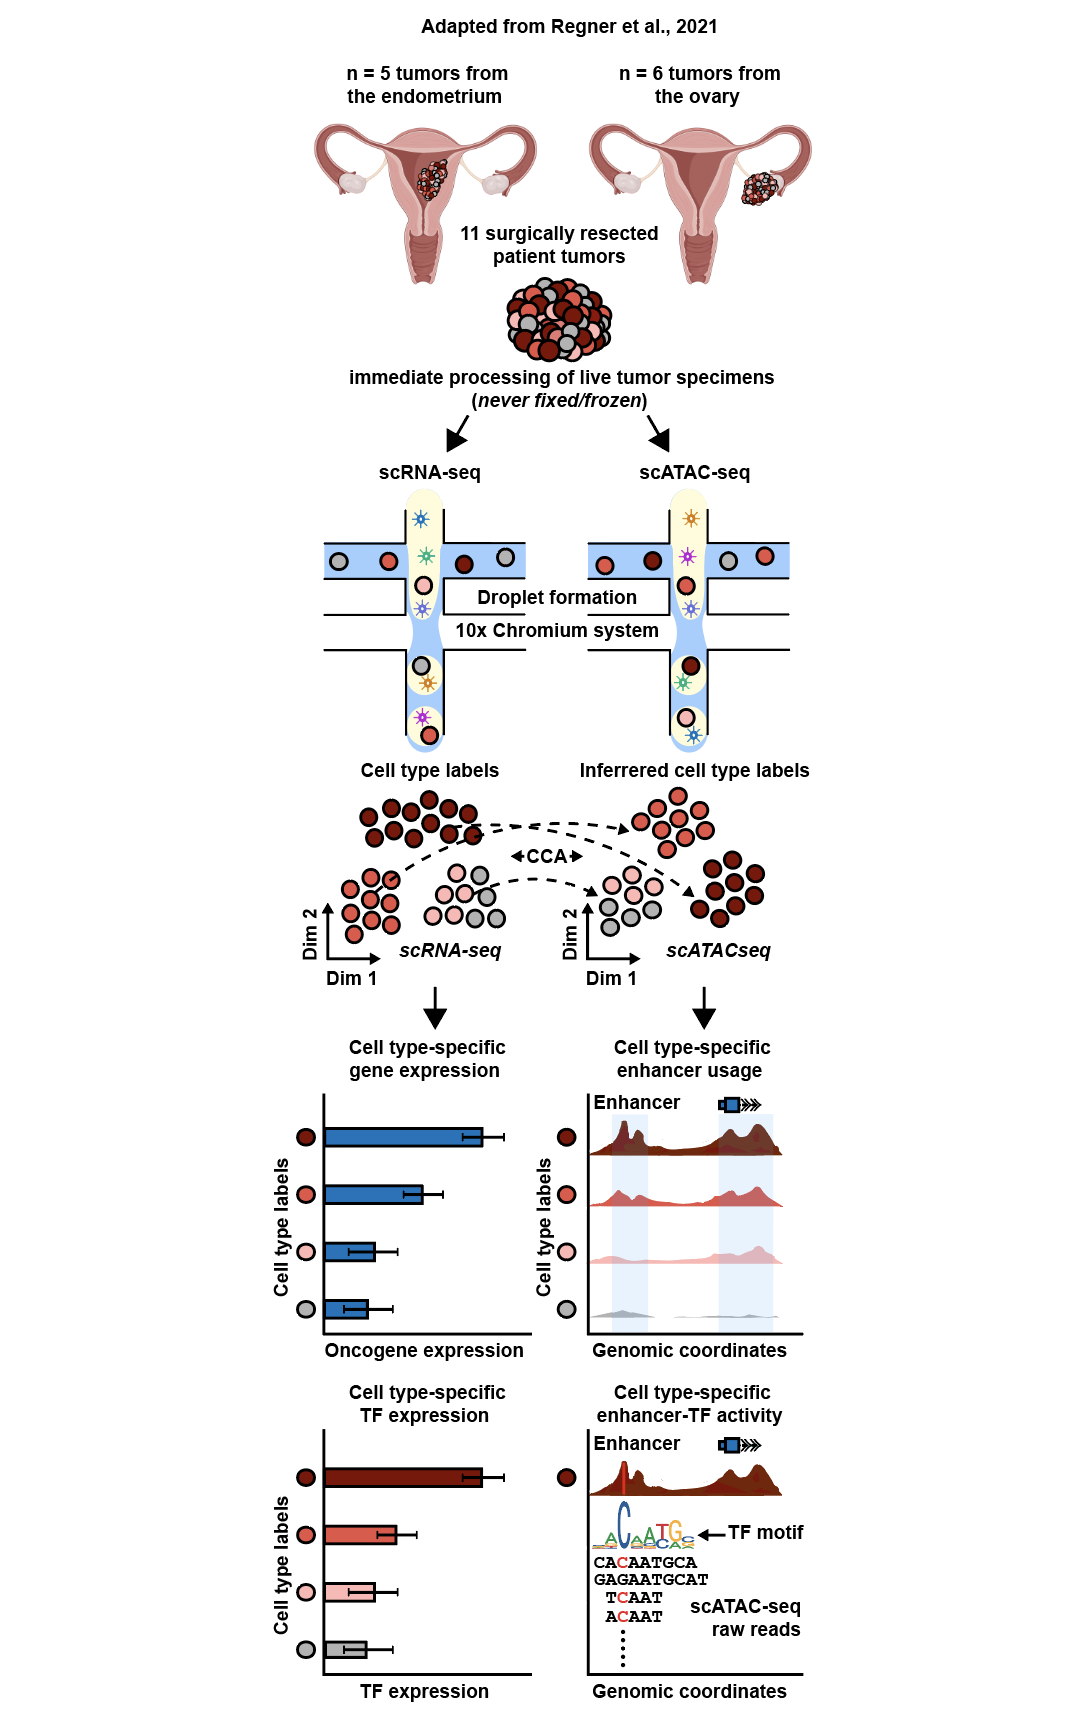 Adapted from Regner et al., 2021
n = 5 tumors from
the endometrium
n = 6 tumors from
the ovary
11 surgically resected
patient tumors
immediate processing of live tumor specimens
(never fixed/frozen)
scRNA-seq
scATAC-seq
Droplet formation
10x Chromium system
Cell type labels
Inferrered cell type labels
CCA
Dim 2
Dim 1
scRNA-seq
Dim 2
Dim 1
scATACseq
Cell type-specific
gene expression
Cell type labels
Oncogene expression
Cell type-specific
enhancer usage
Enhancer
Cell type labels
Genomic coordinates
Cell type-specific
TF expression
Cell type labels
TF expression
Cell type-specific
enhancer-TF activity
Enhancer
TF motif
CACAATGCA
GAGAATGCAT
TCAAT
ACAAT
scATAC-seq
raw reads
Genomic coordinates